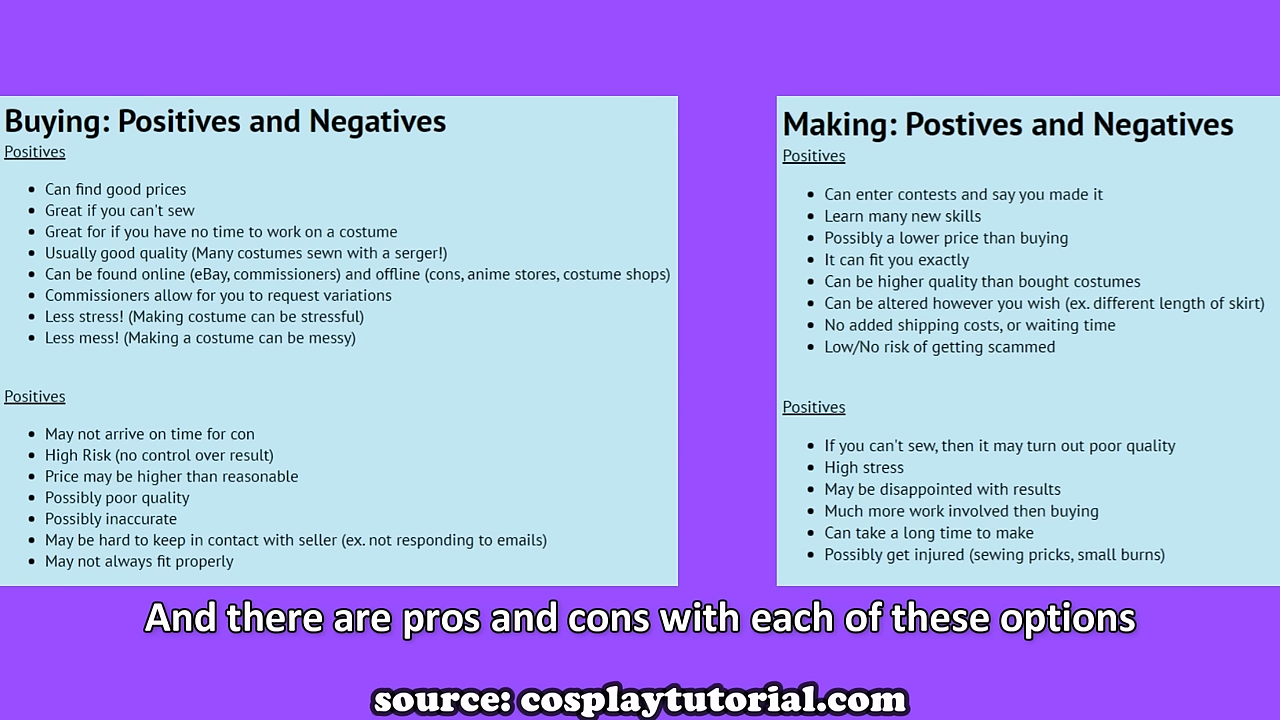 Buying: Positives and Negatives
Positives
• Can find good prices
• Great if you can't sew
• Great for if you have no time to work on a costume
• Usually good quality (Many costumes sewn with a serger!)
• Can be found online (eBay, commissioners) and offline (cons, anime stores, costume shops)
• Commissioners allow for you to request variations
• Less stress! (Making costume can be stressful)
• Less mess! (Making a costume can be messy)
Positives
• May not arrive on time for con
• High Risk (no control over result)
• Price may be higher than reasonable
• Possibly poor quality
• Possibly inaccurate
• May be hard to keep in contact with seller (ex. not responding to emails)
• May not always fit properly
Making: Postives and Negatives
Positives
• Can enter contests and say you made it
• Learn many new skills
• Possibly a lower price than buying
• It can fit you exactly
• Can be higher quality than bought costumes
• Can be altered however you wish (ex. different length of skirt)
• No added shipping costs, or waiting time
• Low/No risk of getting scammed
Positives
• If you can't sew, then it may turn out poor quality
• High stress
• May be disappointed with results
• Much more work involved then buying
• Can take a long time to make
• Possibly get injured (sewing pricks, small burns)
And there are pros and cons with each of these options
source: cosplaytutorial.com